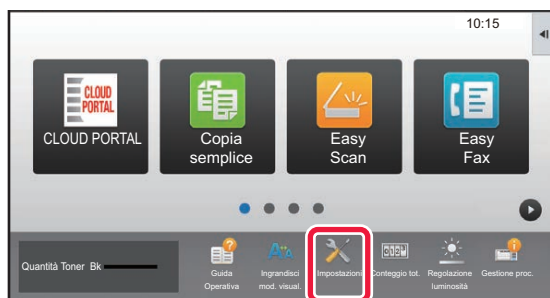 10:15
CLOUD
PORTAL
CLOUD PORTAL
Copia
semplice
Easy
Scan
Easy
Fax
Quantità Toner Bk
Guida
Operativa
Ingrandisci
mod. visual.
Impostazioni
Conteggio tot.
Regolazione
luminosità
Gestione proc.